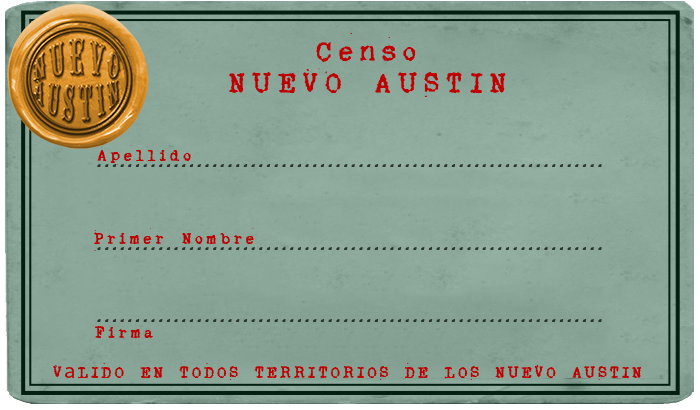 NUEVO
AUSTIN
Censo
NUEVO AUSTIN
Apellido
Primer Nombre
Firma
VaLIDO EN TODOS TERRITORIOS DE LOS NUEVO AUSTIN